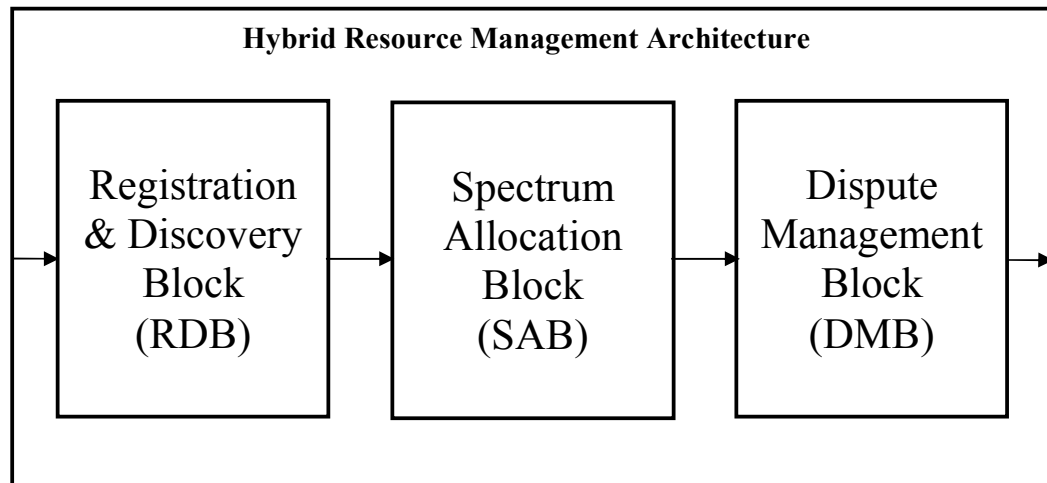 Hybrid Resource Management Architecture
Registration
& Discovery
Block
(RDB)
Spectrum
Allocation
Block
(SAB)
Dispute
Management
Block
(DMB)